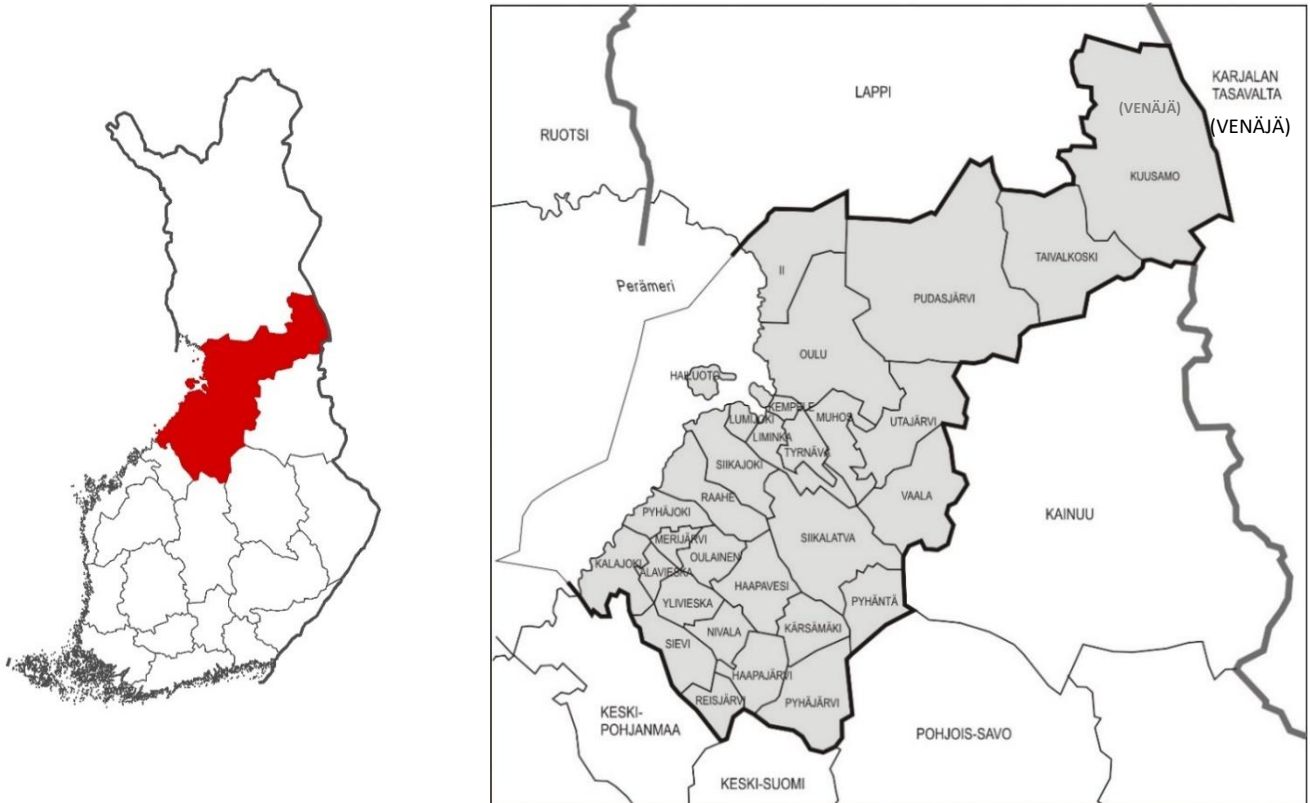 LAPPI
KARJALAN
TASAVALTA
(VENÄJÄ)
(VENÄJÄ)
RUOTSI
KUUSAMO
TAIVALKOSKI
II
Perämeri
PUDASJÄRVI
OULU
HAILUOTO
KEMPELE
LUMIJOKI
MUHOS
UTAJÄRVI
LIMINKA
TYRNÄVÄ
SIIKAJOKI
RAAHE
VAALA
PYHÄJOKI
KAINUU
MERIJÄRVI
SIIKALATVA
OULAINEN
KALAJOKI
ALAVIESKA
HAAPAVESI
YLIVIESKA
PYHÄNTÄ
NIVALA
KÄRSÄMÄKI
SIEVI
HAAPAJÄRVI
REISJÄRVI
PYHÄJÄRVI
KESKI-
POHJANMAA
POHJOIS-SAVO
KESKI-SUOMI